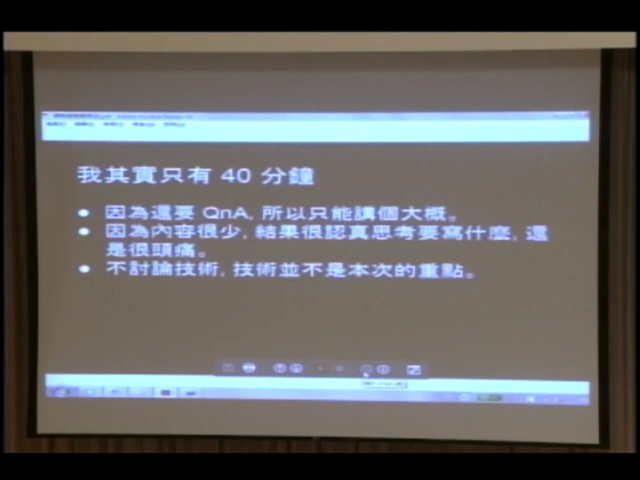 我其實只有 40 分鐘
● 因為還要 QnA, 所以只能講個大概。
● 因為內容很少, 結果很認真思考要寫什麼, 還
是很頭痛。
● 不討論技術, 技術並不是本次的重點。